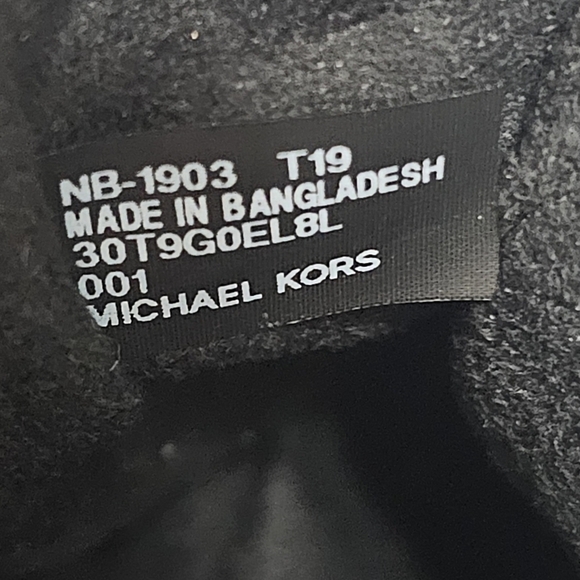 NB-1903 T19
MADE IN BANGLADESH
30T9G0EL8L
001
MICHAEL KORS